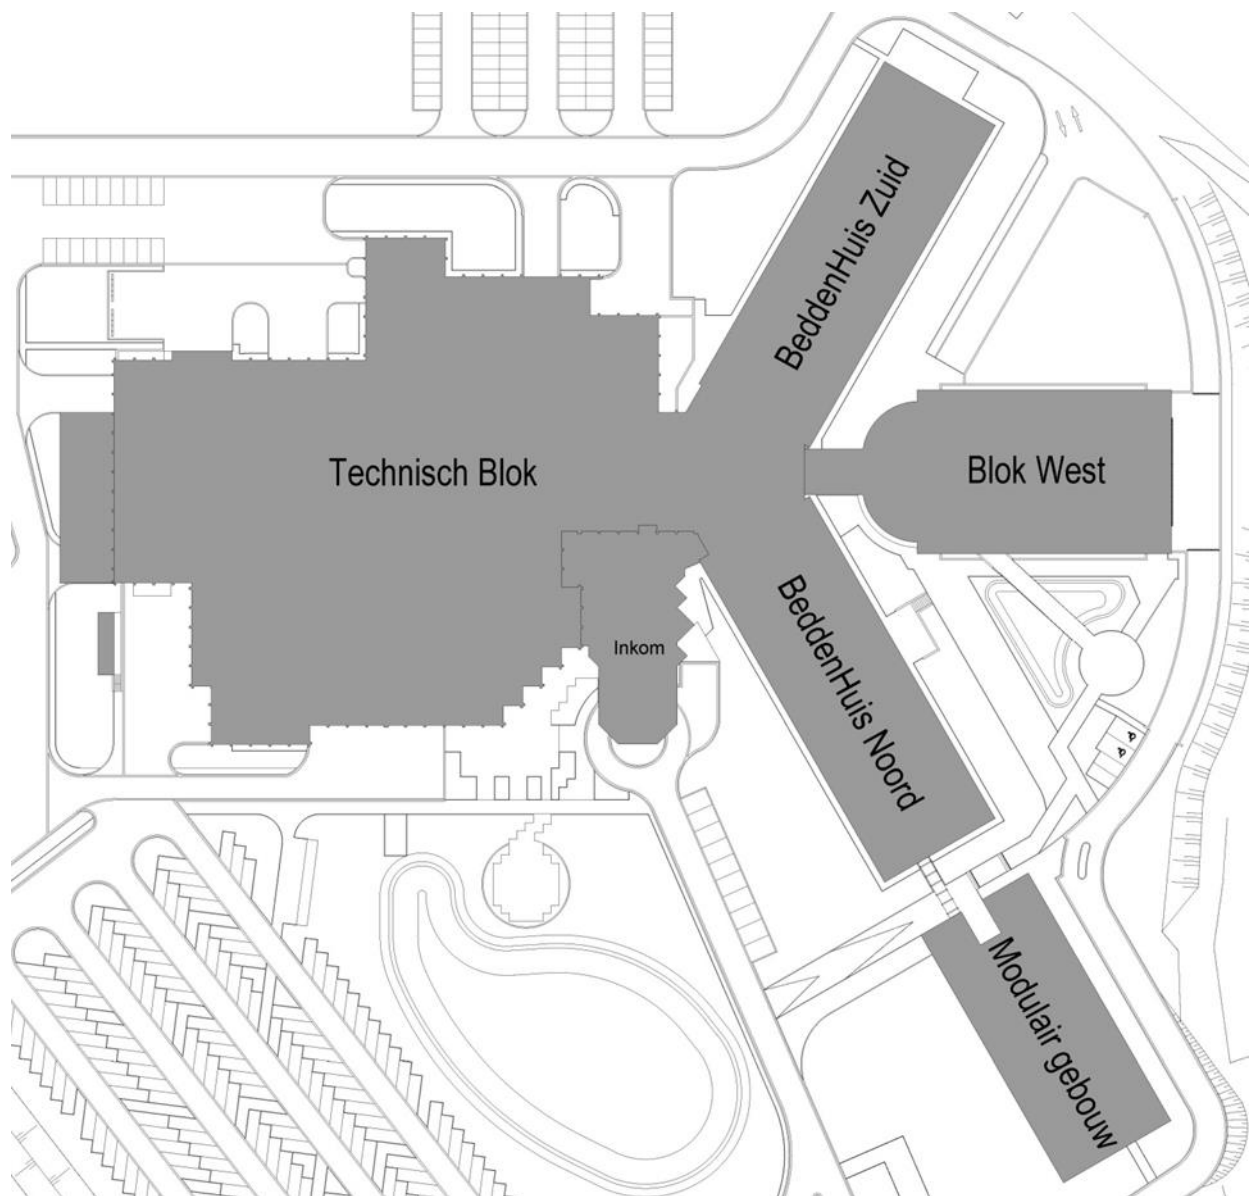 BeddenHuis Zuid
Technisch Blok
Blok West
Inkom
BeddenHuis Noord
Modulair gebouw